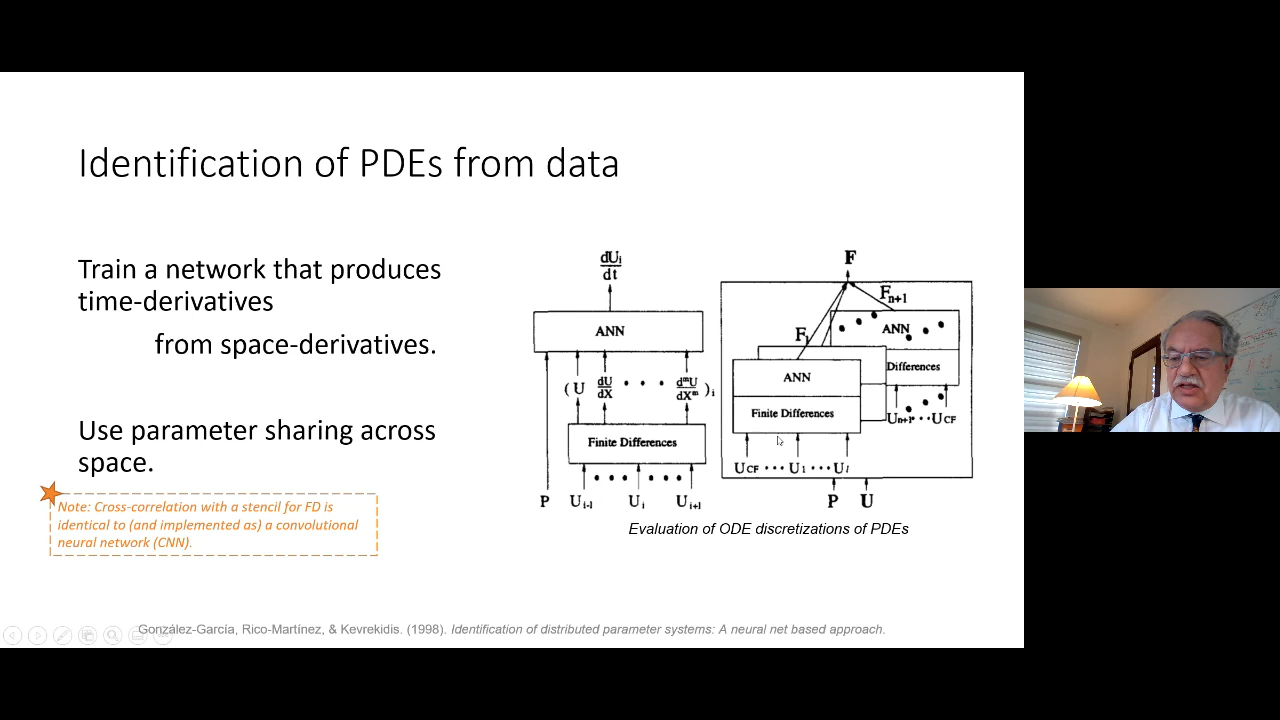 Identification of PDEs from data
Train a network that produces
time-derivatives
from space-derivatives.
Use parameter sharing across
space.
Note: Cross-correlation with a stencil for FD is
identical to (and implemented as) a convolutional
neural network (CNN).
dUi
dt
ANN
( U dU/dX • • • dᵐU/dXᵐ )i
Finite Differences
P Ui-1 Ui Ui+1
F
Fn+1
F1
ANN
Differences
Un+1 • • • UCF
ANN
Finite Differences
UCF • • • U1 • • • Ul
P U
Evaluation of ODE discretizations of PDEs
González-García, Rico-Martínez, & Kevrekidis. (1998). Identification of distributed parameter systems: A neural net based approach.